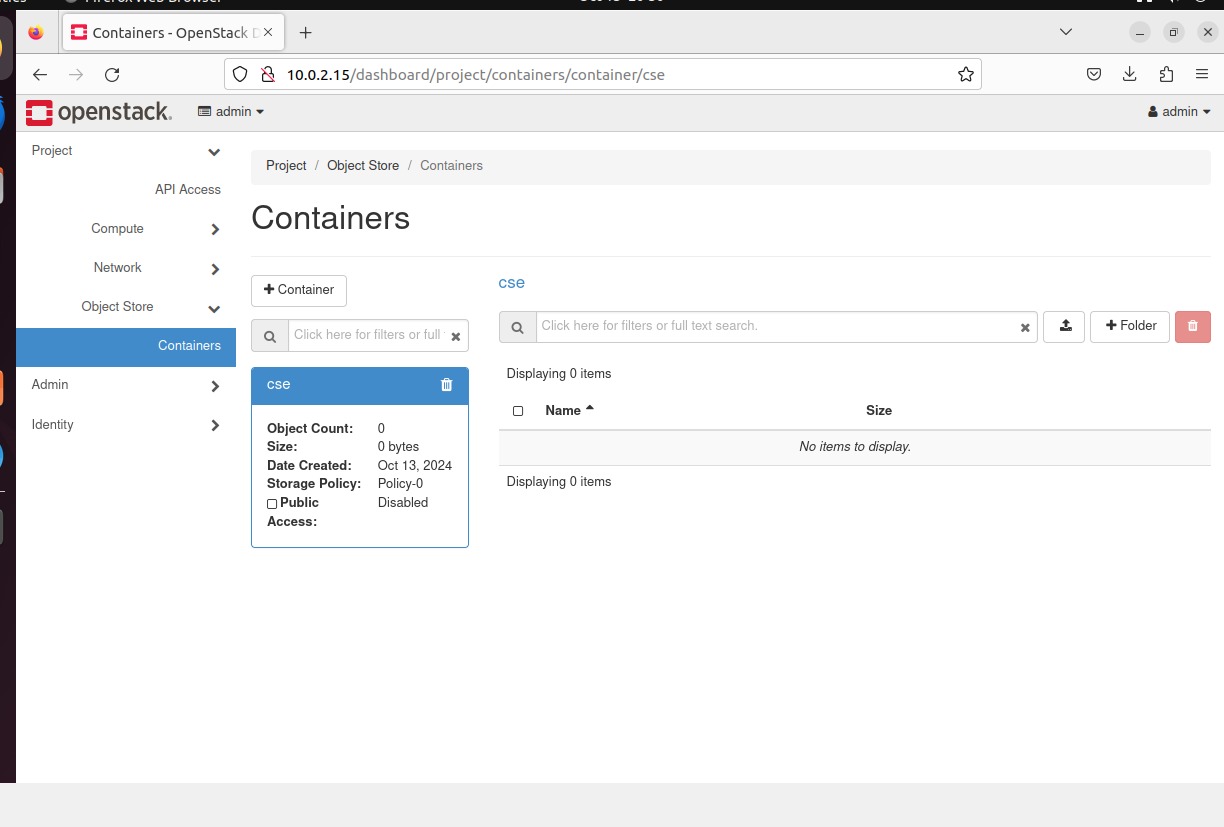 Containers - OpenStack D
10.0.2.15/dashboard/project/containers/container/cse
openstack.
admin
admin
Project
API Access
Compute
Network
Object Store
Containers
Admin
Identity
Project / Object Store / Containers
Containers
Container
Click here for filters or full
cse
Object Count: 0
Size: 0 bytes
Date Created: Oct 13, 2024
Storage Policy: Policy-0
Public Access: Disabled
cse
Click here for filters or full text search.
Folder
Displaying 0 items
Name Size
No items to display.
Displaying 0 items